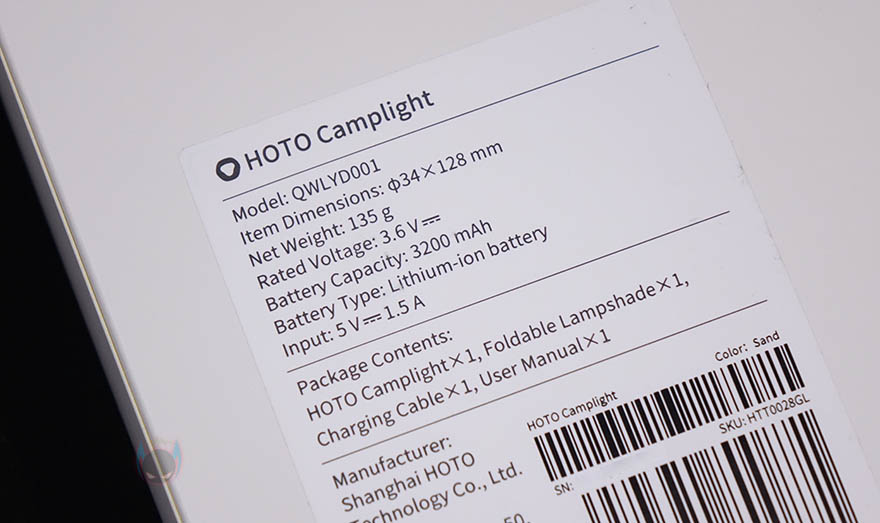 HOTO Camplight
Model: QWLYD001
Item Dimensions: φ34×128 mm
Net Weight: 135 g
Rated Voltage: 3.6 V⎓
Battery Capacity: 3200 mAh
Battery Type: Lithium-ion battery
Input: 5 V⎓1.5 A
Package Contents:
HOTO Camplight×1, Foldable Lampshade×1,
Charging Cable×1, User Manual×1
Manufacturer:
Shanghai HOTO
Technology Co., Ltd.
50,
HOTO Camplight
Color: Sand
SKU: HTT0028GL
SN: